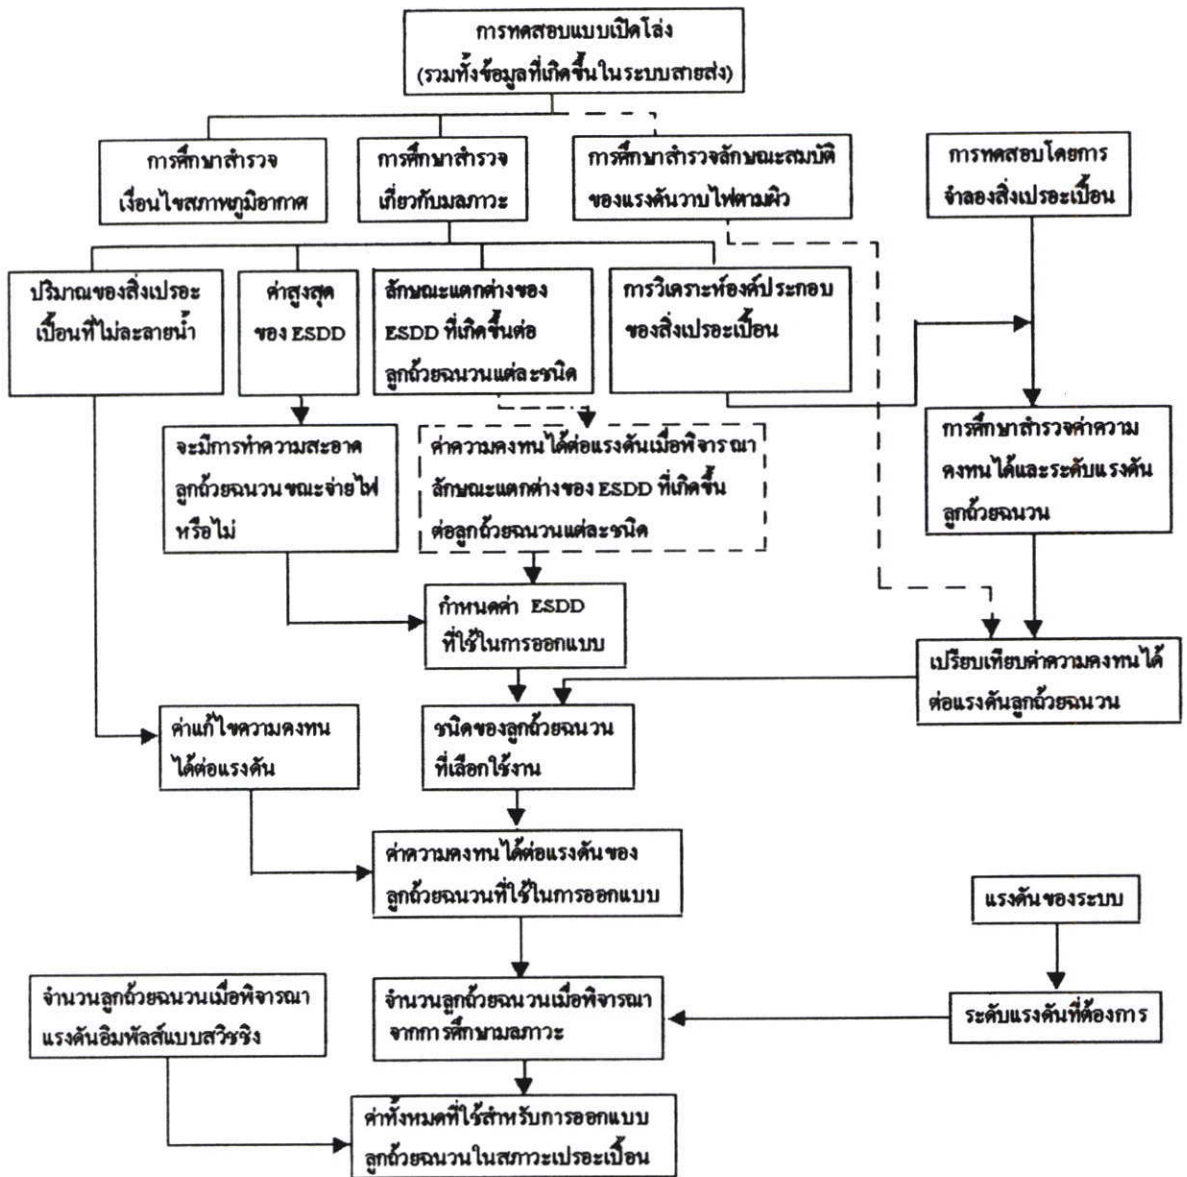 การทดสอบแบบเปิดโล่ง
(รวมทั้งข้อมูลที่เกิดขึ้นในระบบสายส่ง)
การศึกษาสำรวจ
เงื่อนไขสภาพภูมิอากาศ
การศึกษาสำรวจ
เกี่ยวกับมลภาวะ
การศึกษาสำรวจลักษณะสมบัติ
ของแรงดันวาบไฟตามผิว
การทดสอบโดยการ
จำลองสิ่งเปรอะเปื้อน
ปริมาณของสิ่งเปรอะ
เปื้อนที่ไม่ละลายน้ำ
ค่าสูงสุด
ของ ESDD
ลักษณะแตกต่างของ
ESDD ที่เกิดขึ้นต่อ
ลูกถ้วยฉนวนแต่ละชนิด
การวิเคราะห์องค์ประกอบ
ของสิ่งเปรอะเปื้อน
จะมีการทำความสะอาด
ลูกถ้วยฉนวนขณะจ่ายไฟ
หรือไม่
ค่าความคงทนได้ต่อแรงดันเมื่อพิจารณา
ลักษณะแตกต่างของ ESDD ที่เกิดขึ้น
ต่อลูกถ้วยฉนวนแต่ละชนิด
การศึกษาสำรวจค่าความ
คงทนได้และระดับแรงดัน
ลูกถ้วยฉนวน
กำหนดค่า ESDD
ที่ใช้ในการออกแบบ
เปรียบเทียบค่าความคงทนได้
ต่อแรงดันลูกถ้วยฉนวน
ค่าแก้ไขความคงทน
ได้ต่อแรงดัน
ชนิดของลูกถ้วยฉนวน
ที่เลือกใช้งาน
ค่าความคงทนได้ต่อแรงดันของ
ลูกถ้วยฉนวนที่ใช้ในการออกแบบ
แรงดันของระบบ
จำนวนลูกถ้วยฉนวนเมื่อพิจารณา
แรงดันอิมพัลส์แบบสวิชชิง
จำนวนลูกถ้วยฉนวนเมื่อพิจารณา
จากการศึกษามลภาวะ
ระดับแรงดันที่ต้องการ
ค่าทั้งหมดที่ใช้สำหรับการออกแบบ
ลูกถ้วยฉนวนในสภาวะเปรอะเปื้อน